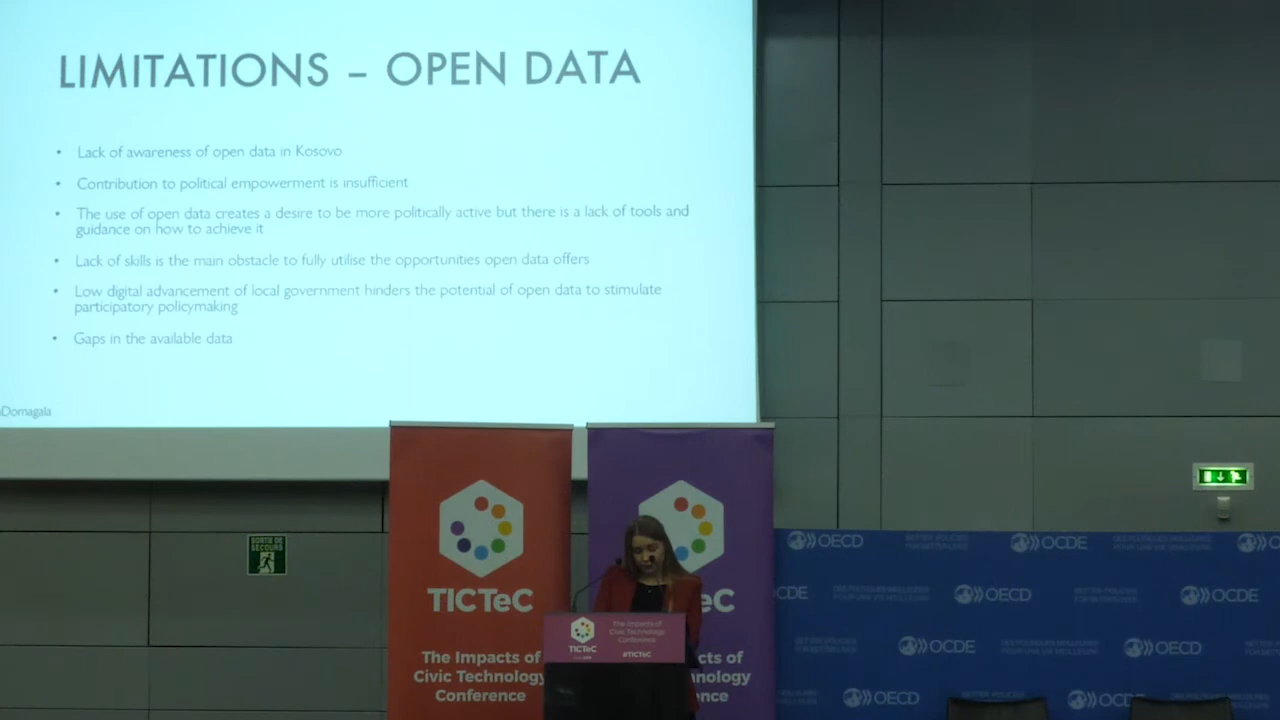 LIMITATIONS – OPEN DATA
• Lack of awareness of open data in Kosovo
• Contribution to political empowerment is insufficient
• The use of open data creates a desire to be more politically active but there is a lack of tools and
guidance on how to achieve it
• Lack of skills is the main obstacle to fully utilise the opportunities open data offers
• Low digital advancement of local government hinders the potential of open data to stimulate
participatory policymaking
• Gaps in the available data
Domagala
SORTIE DE
SECOURS
TICTeC
The Impacts of
Civic Technology
Conference
eC
cts of
nology
nce
TICTeC
The Impacts of
Civic Technology
Conference
#TICTeC
OECD
OCDE
CDE
OECD
OCDE
OCDE
OECD
OECD